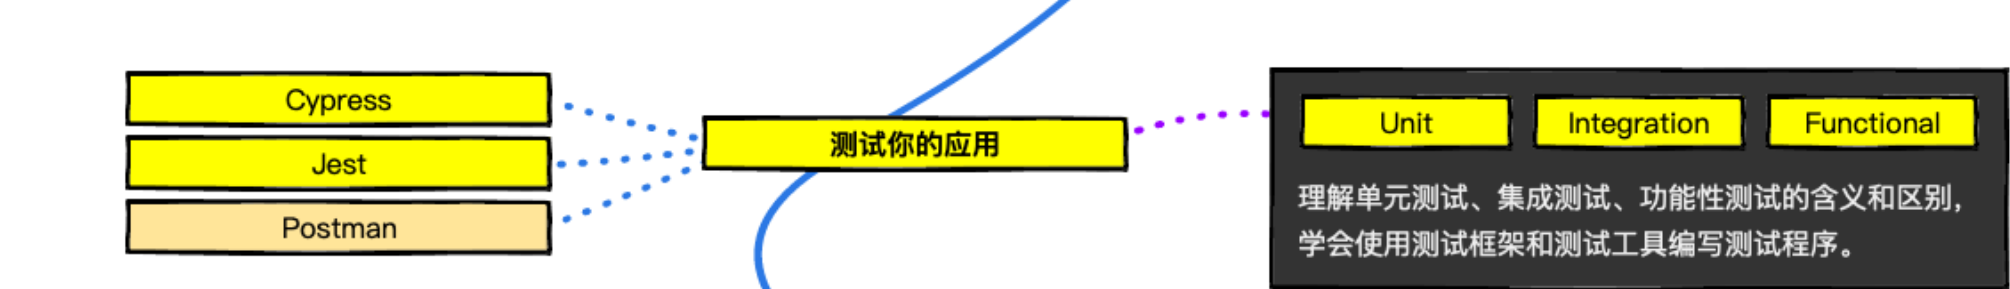 Cypress
Jest
Postman
测试你的应用
Unit
Integration
Functional
理解单元测试、集成测试、功能性测试的含义和区别，
学会使用测试框架和测试工具编写测试程序。